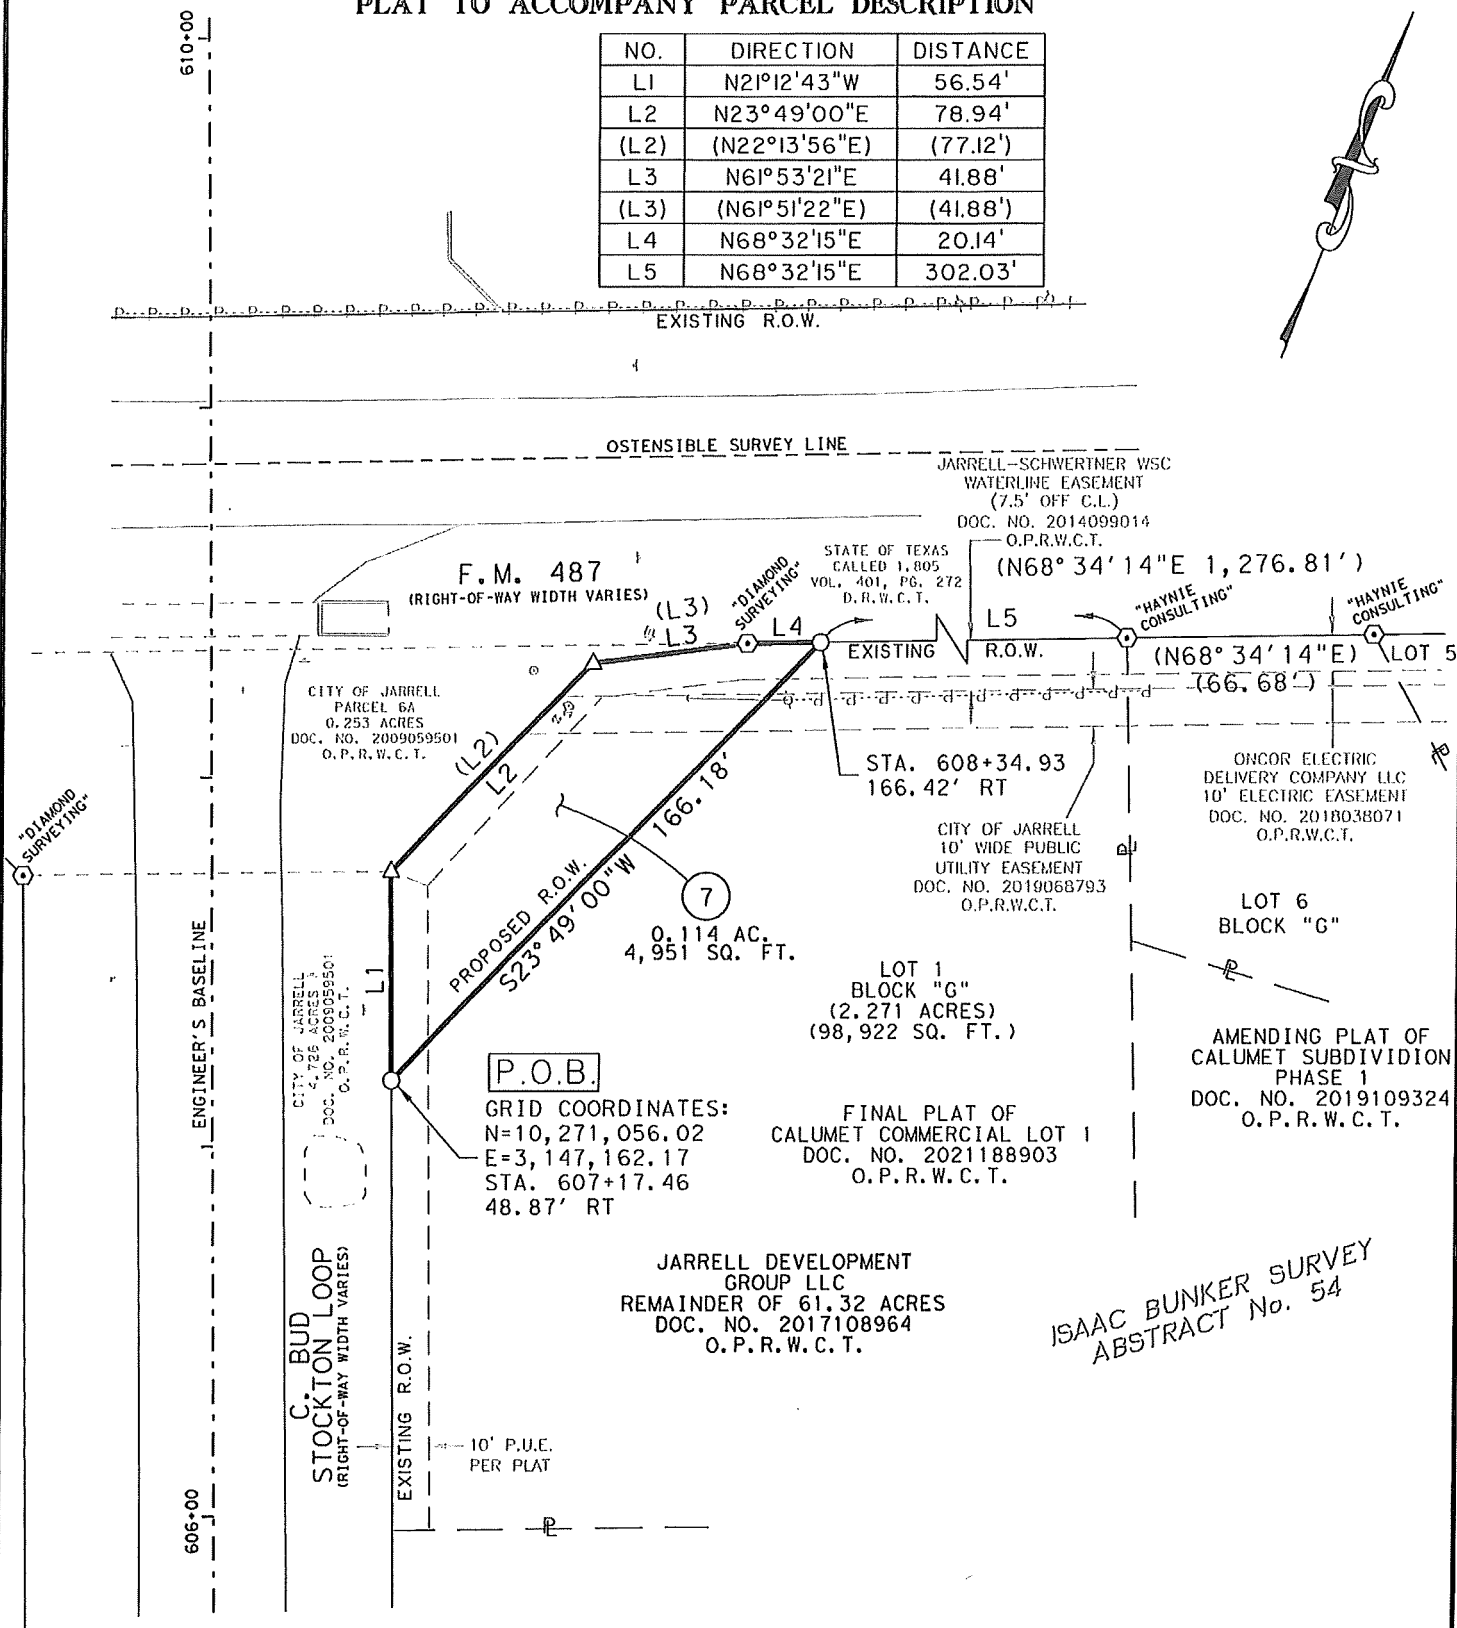 PLAT TO ACCOMPANY PARCEL DESCRIPTION
610+00
NO. DIRECTION DISTANCE
L1 N21°12'43"W 56.54'
L2 N23°49'00"E 78.94'
(L2) (N22°13'56"E) (77.12')
L3 N61°53'21"E 41.88'
(L3) (N61°51'22"E) (41.88')
L4 N68°32'15"E 20.14'
L5 N68°32'15"E 302.03'
EXISTING R.O.W.
OSTENSIBLE SURVEY LINE
JARRELL-SCHWERTNER WSC
WATERLINE EASEMENT
(7.5' OFF C.L.)
DOC. NO. 2014099014
O.P.R.W.C.T.
F.M. 487
(RIGHT-OF-WAY WIDTH VARIES)
(L3)
L3
"DIAMOND
SURVEYING"
L4
STATE OF TEXAS
CALLED 1.805
VOL. 401, PG. 272
D.R.W.C.T.
(N68°34'14"E 1,276.81')
L5
EXISTING R.O.W.
"HAYNIE
CONSULTING"
"HAYNIE
CONSULTING"
(N68°34'14"E)
(66.68')
LOT 5
CITY OF JARRELL
PARCEL 6A
0.253 ACRES
DOC. NO. 2009059501
O.P.R.W.C.T.
(L2)
L2
STA. 608+34.93
166.42' RT
ONCOR ELECTRIC
DELIVERY COMPANY LLC
10' ELECTRIC EASEMENT
DOC. NO. 2018038071
O.P.R.W.C.T.
"DIAMOND
SURVEYING"
CITY OF JARRELL
10' WIDE PUBLIC
UTILITY EASEMENT
DOC. NO. 2019068793
O.P.R.W.C.T.
PROPOSED R.O.W.
S23°49'00"W 166.18'
7
0.114 AC.
4,951 SQ. FT.
LOT 6
BLOCK "G"
ENGINEER'S BASELINE
CITY OF JARRELL
4.726 ACRES
DOC. NO. 2009059501
O.P.R.W.C.T.
L1
LOT 1
BLOCK "G"
(2.271 ACRES)
(98,922 SQ. FT.)
P.O.B.
GRID COORDINATES:
N=10,271,056.02
E=3,147,162.17
STA. 607+17.46
48.87' RT
FINAL PLAT OF
CALUMET COMMERCIAL LOT 1
DOC. NO. 2021188903
O.P.R.W.C.T.
AMENDING PLAT OF
CALUMET SUBDIVIDION
PHASE 1
DOC. NO. 2019109324
O.P.R.W.C.T.
JARRELL DEVELOPMENT
GROUP LLC
REMAINDER OF 61.32 ACRES
DOC. NO. 2017108964
O.P.R.W.C.T.
ISAAC BUNKER SURVEY
ABSTRACT No. 54
C. BUD
STOCKTON LOOP
(RIGHT-OF-WAY WIDTH VARIES)
EXISTING R.O.W.
10' P.U.E.
PER PLAT
606+00